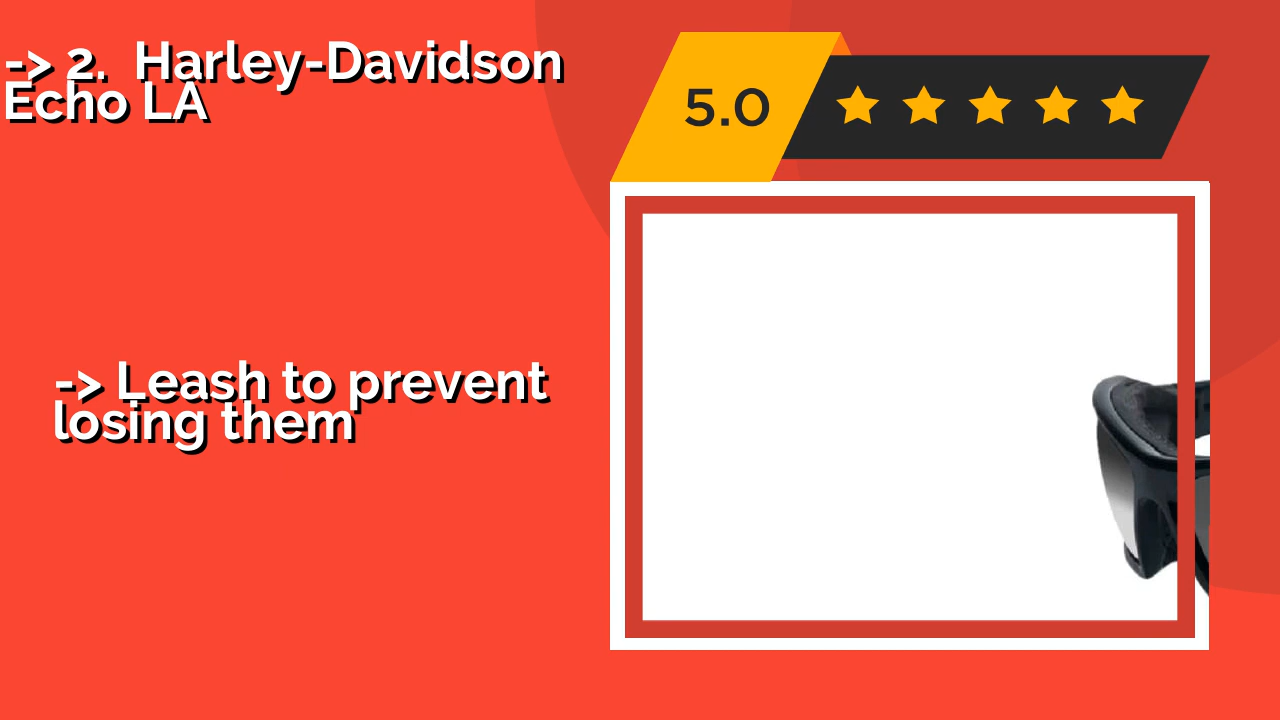 -> 2.  Harley-Davidson
Echo LA
5.0
-> Leash to prevent
losing them